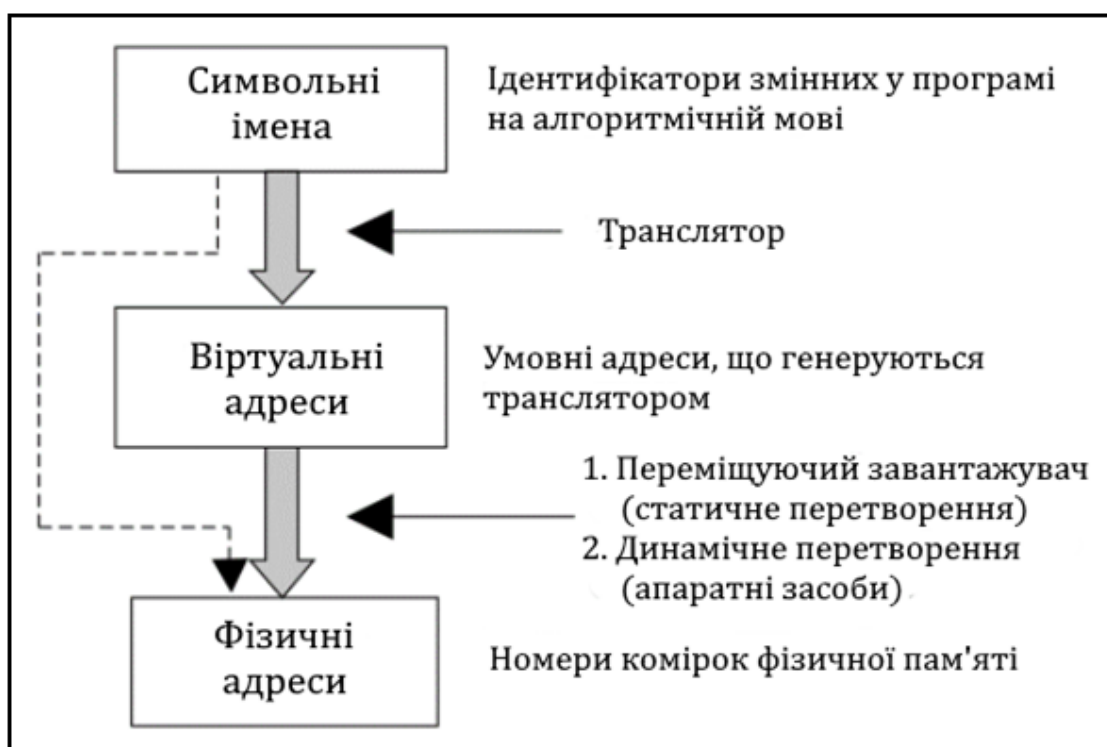 Символьні
імена
Ідентифікатори змінних у програмі
на алгоритмічній мові
Транслятор
Віртуальні
адреси
Умовні адреси, що генеруються
транслятором
1. Переміщуючий завантажувач
(статичне перетворення)
2. Динамічне перетворення
(апаратні засоби)
Фізичні
адреси
Номери комірок фізичної пам'яті